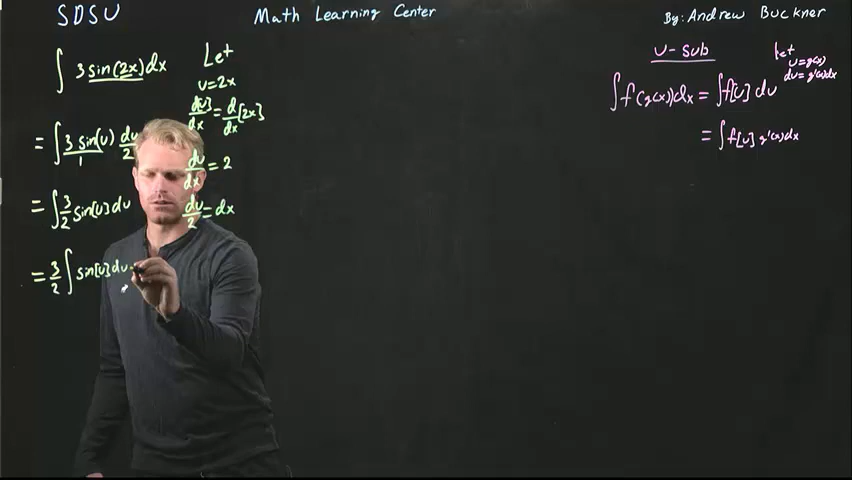 SDSU
Math Learning Center
By: Andrew Buckner
∫ 3 sin(2x) dx
= ∫ 3 sin(u)/1 du/2
= ∫ 3/2 sin[u] du
= 3/2 ∫ sin[u] du
Let
u = 2x
du/dx = d/dx [2x]
du/dx = 2
du/2 = dx
u-sub
let
u = g(x)
du = g'(x) dx
∫ f(g(x)) dx = ∫ f[u] du
= ∫ f[u] g'(x) dx